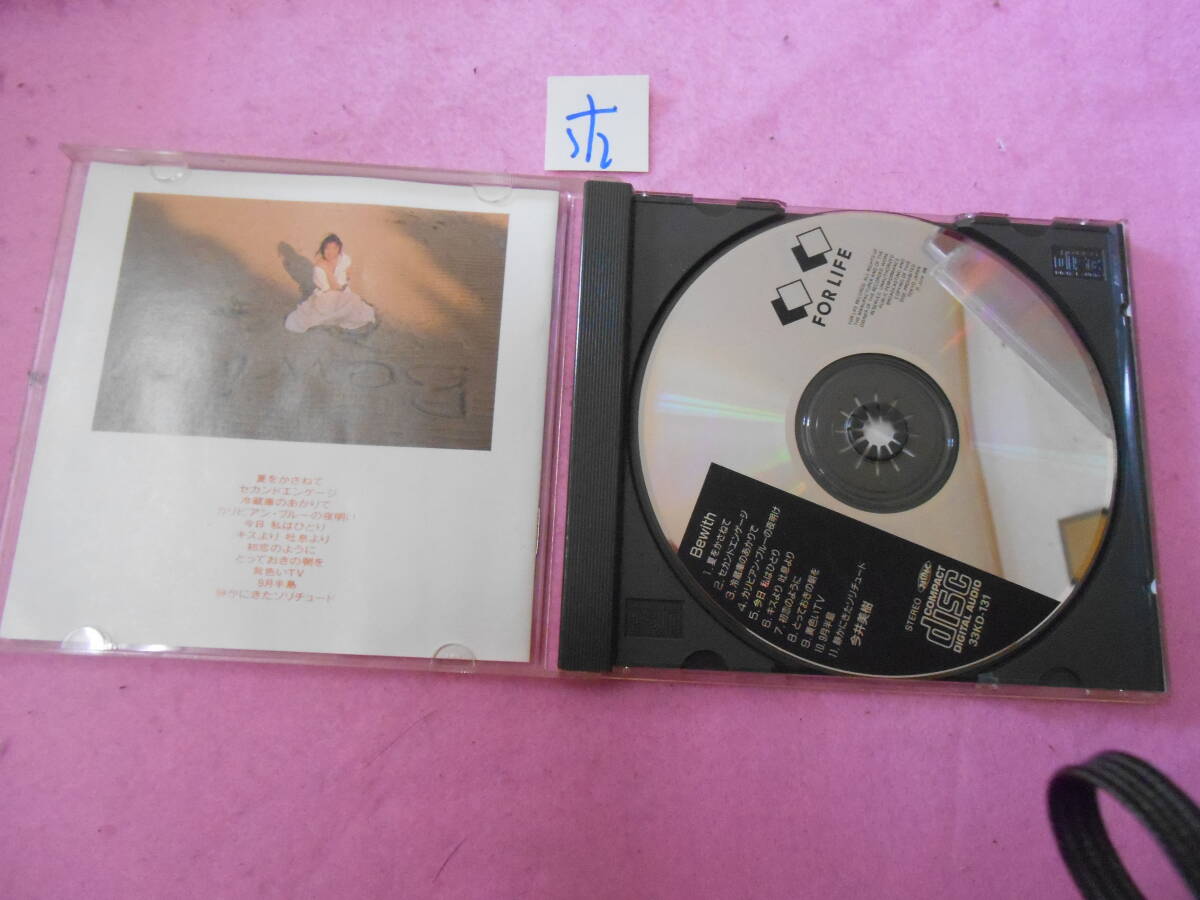 ホ
Bewith
夏をかさねて
セカンドエンゲージ
冷蔵庫のあかりで
カリビアン・ブルーの夜明け
今日 私はひとり
キスより 吐息より
初恋のように
とっておきの朝を
黄色いTV
9月半島
静かにきたソリチュード
FOR LIFE
Bewith
1. 夏をかさねて
2. セカンドエンゲージ
3. 冷蔵庫のあかりで
4. カリビアン・ブルーの夜明け
5. 今日 私はひとり
6. キスより 吐息より
7. 初恋のように
8. とっておきの朝を
9. 黄色いTV
10. 9月半島
11. 静かにきたソリチュード
今井美樹
STEREO
COMPACT
disc
DIGITAL AUDIO
33KD-131